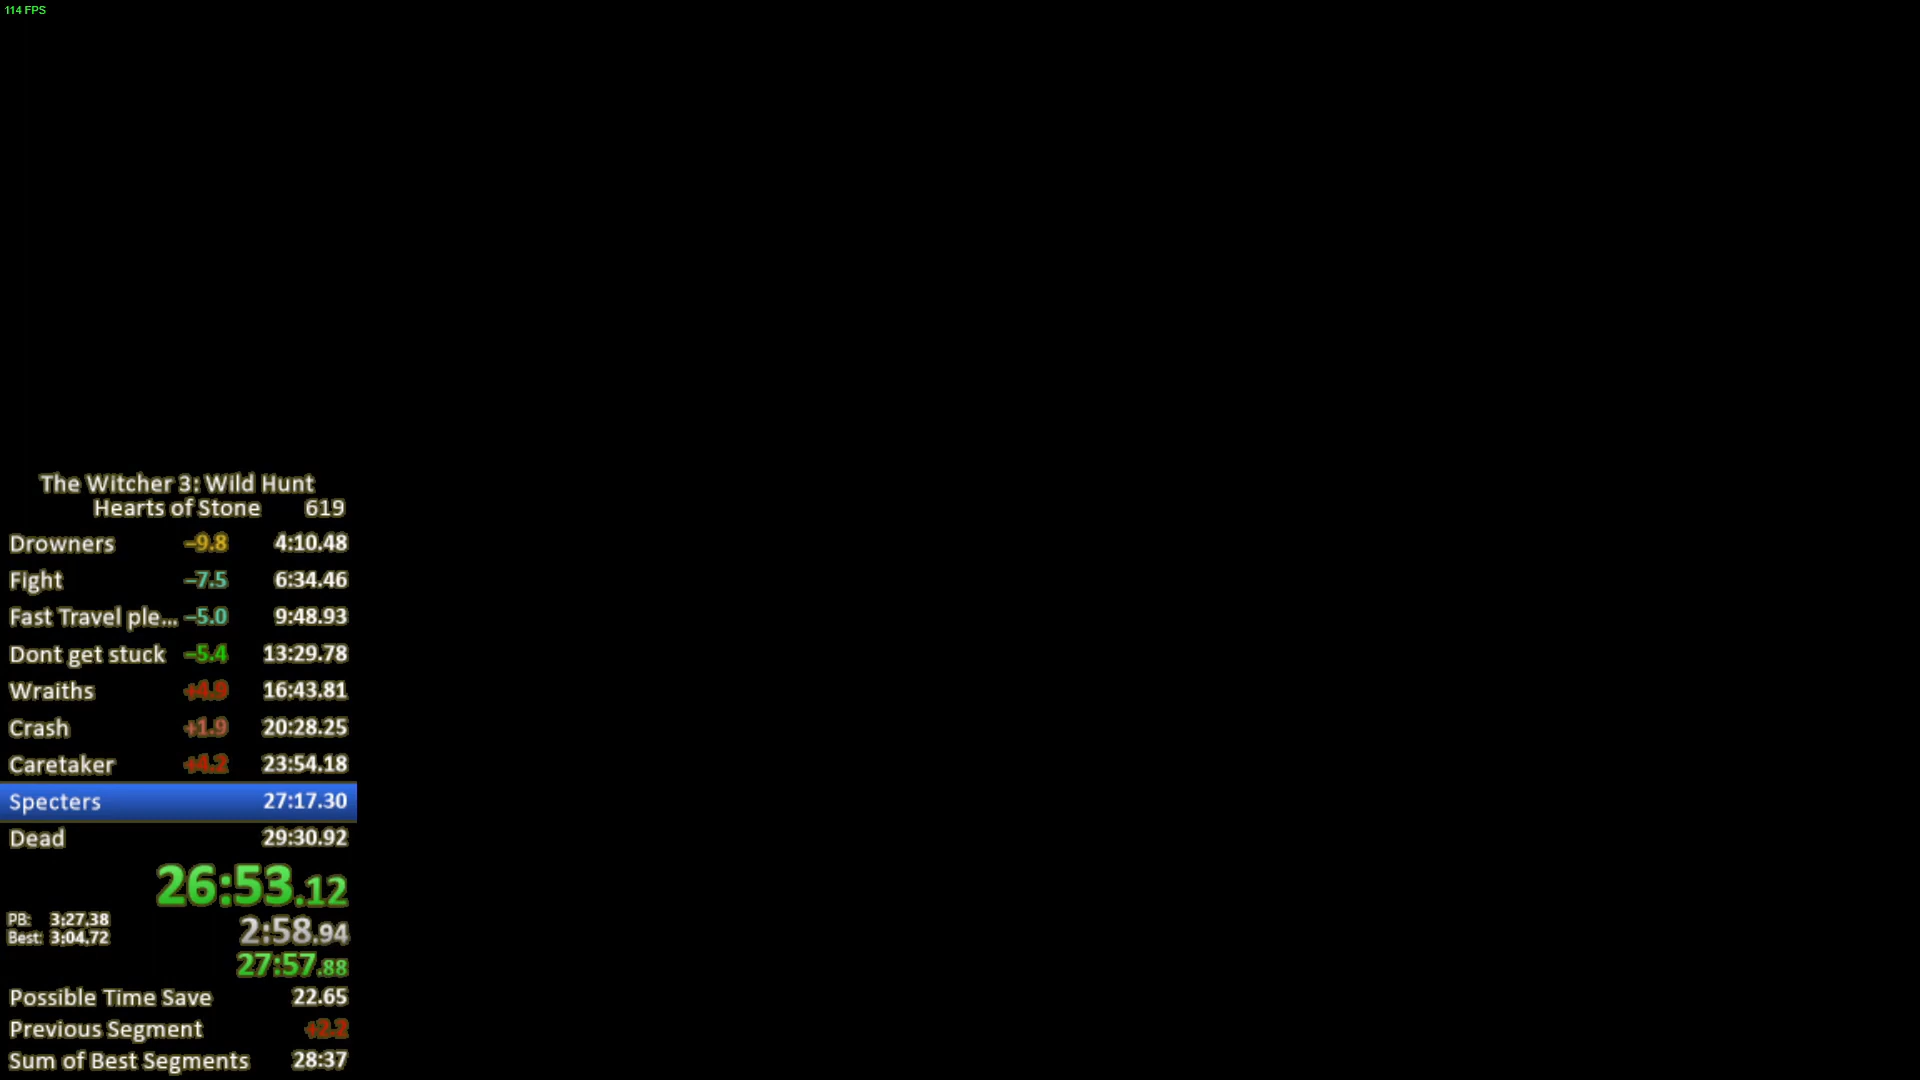 114 FPS
The Witcher 3: Wild Hunt
Hearts of Stone 619
Drowners −9.8 4:10.48
Fight −7.5 6:34.46
Fast Travel ple... −5.0 9:48.93
Dont get stuck −5.4 13:29.78
Wraiths +4.9 16:43.81
Crash +1.9 20:28.25
Caretaker +4.2 23:54.18
Specters 27:17.30
Dead 29:30.92
26:53.12
PB: 3:27,38 2:58.94
Best: 3:04,72
27:57.88
Possible Time Save 22.65
Previous Segment +2.2
Sum of Best Segments 28:37